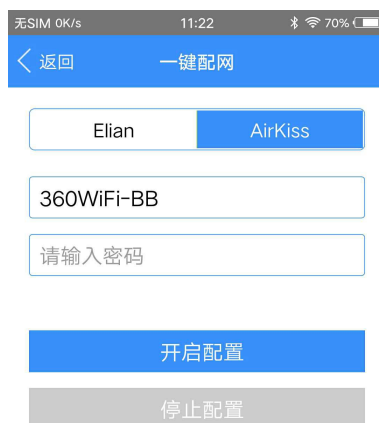 无SIM 0K/s 11:22 70%
返回 一键配网
Elian AirKiss
360WiFi-BB
请输入密码
开启配置
停止配置